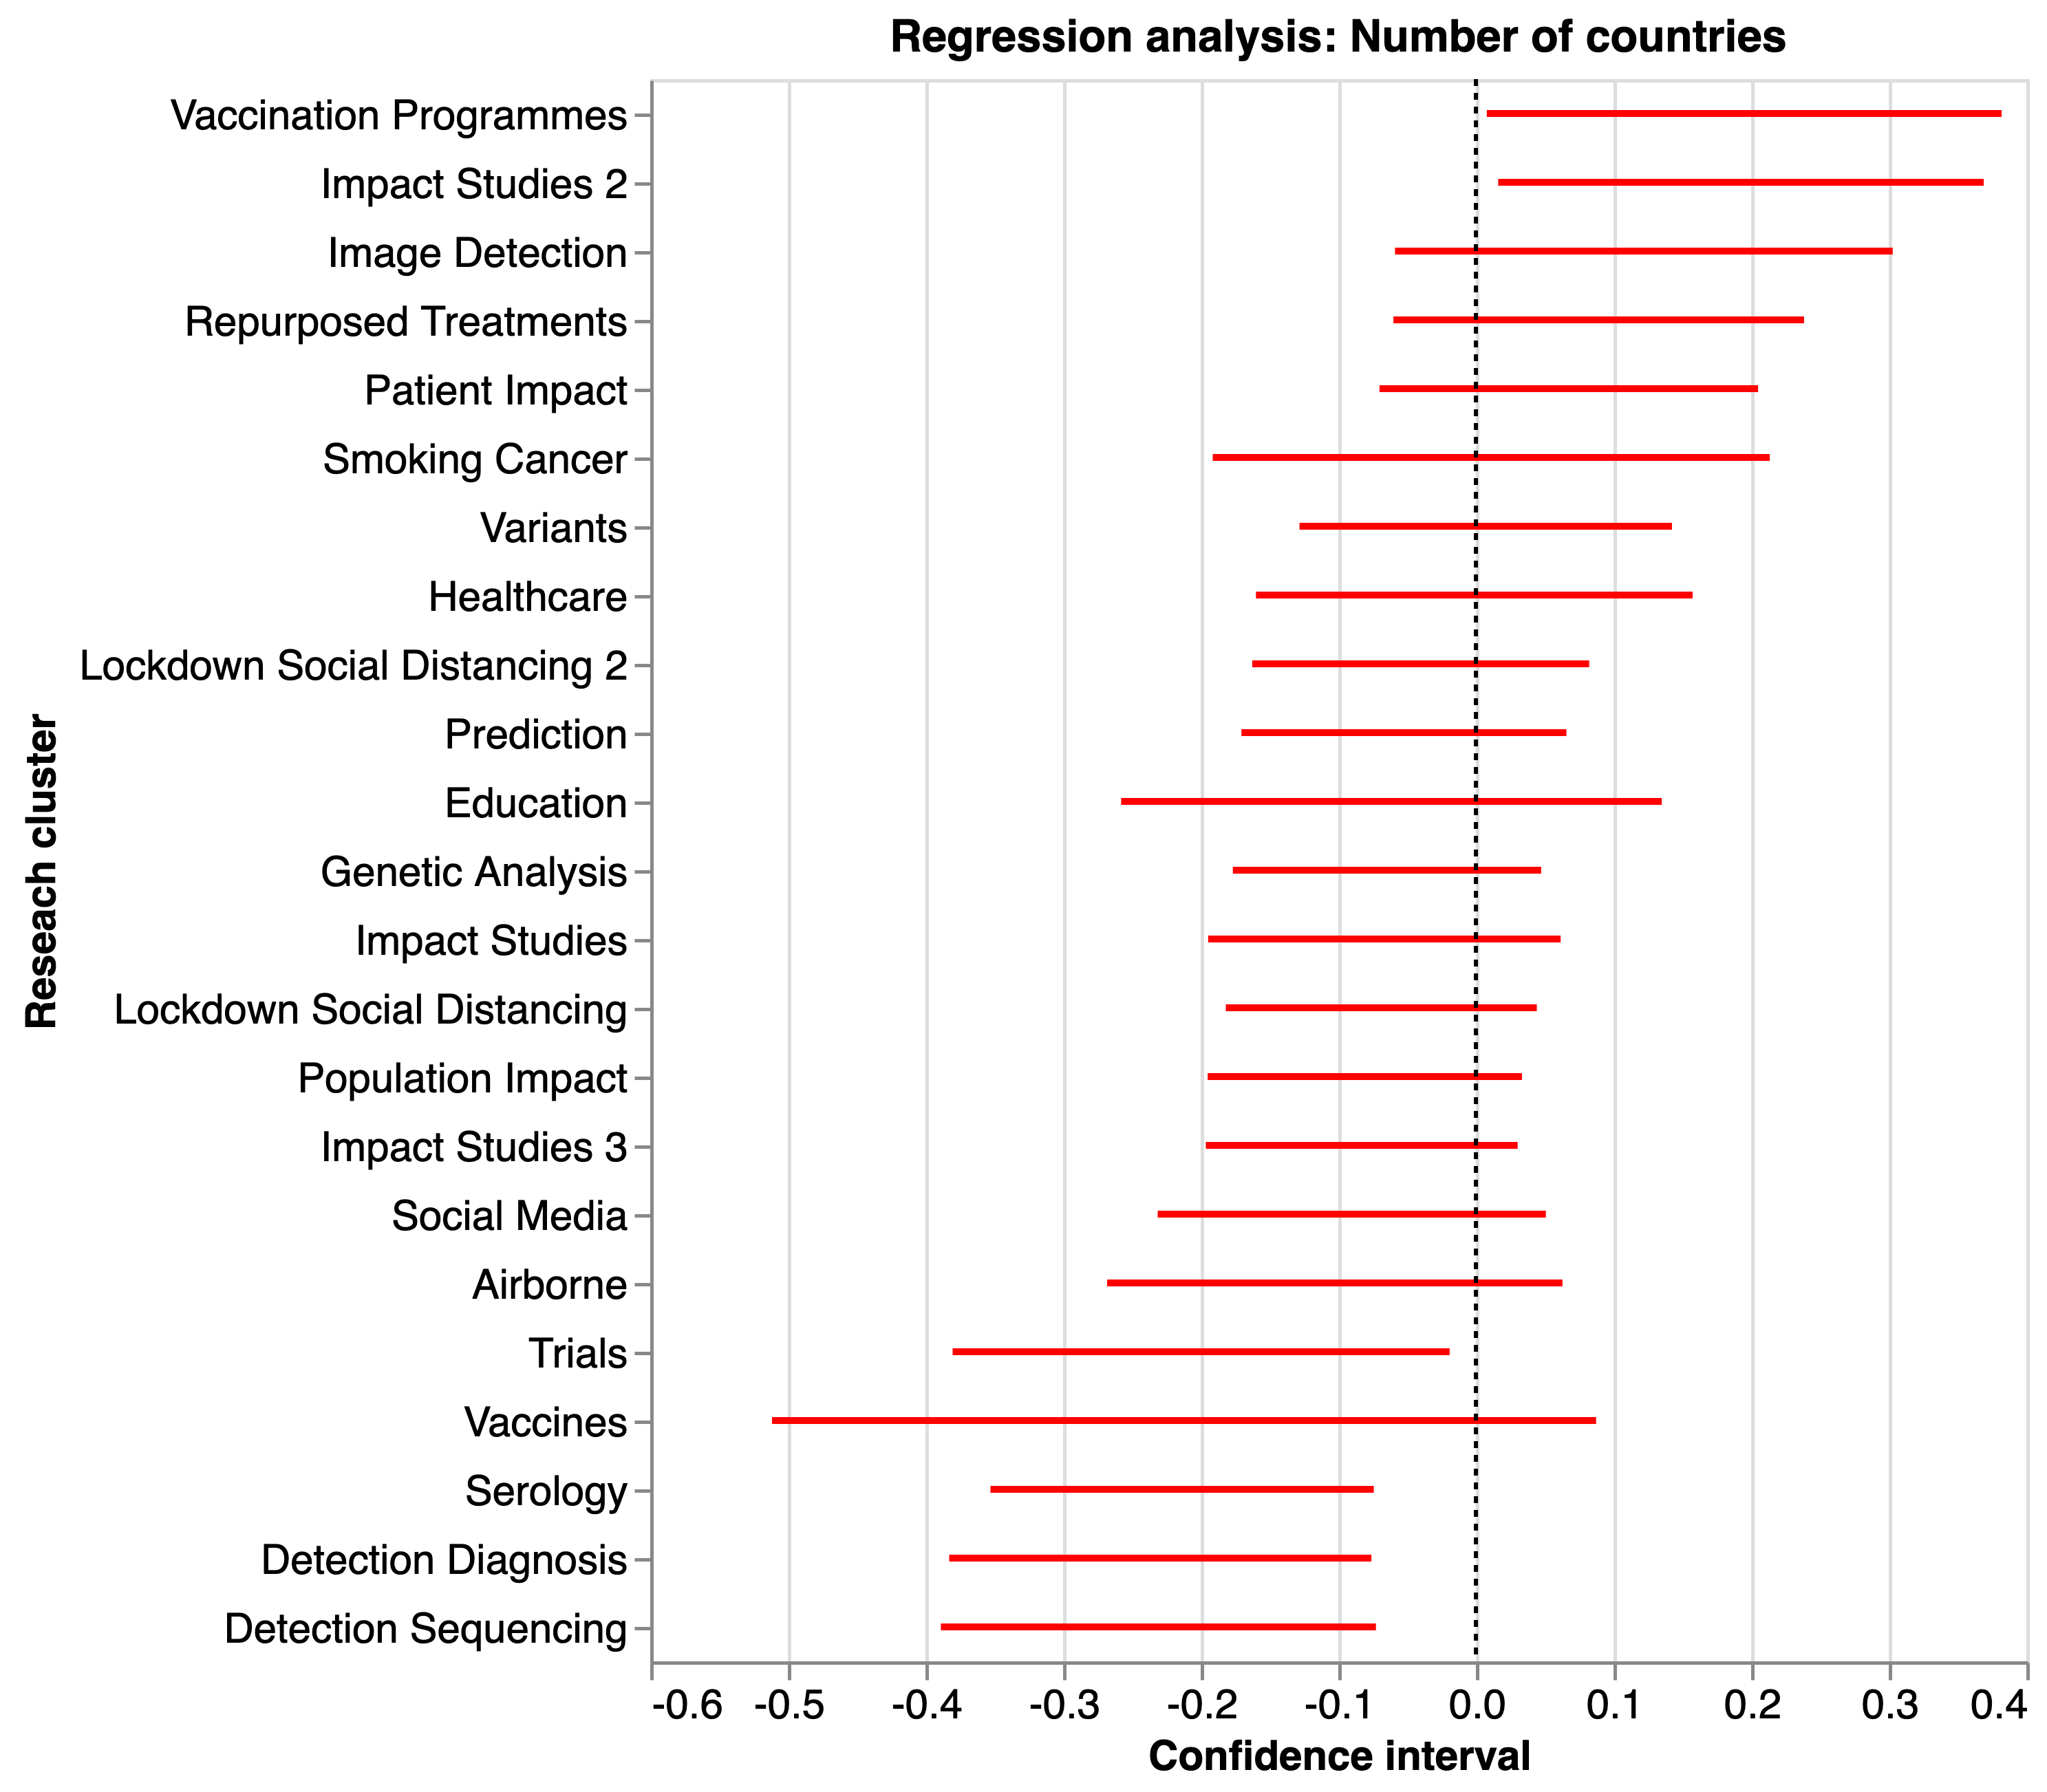 Regression analysis: Number of countries
Vaccination Programmes
Impact Studies 2
Image Detection
Repurposed Treatments
Patient Impact
Smoking Cancer
Variants
Healthcare
Lockdown Social Distancing 2
Prediction
Education
Genetic Analysis
Impact Studies
Lockdown Social Distancing
Population Impact
Impact Studies 3
Social Media
Airborne
Trials
Vaccines
Serology
Detection Diagnosis
Detection Sequencing
Reseach cluster
-0.6 -0.5 -0.4 -0.3 -0.2 -0.1 0.0 0.1 0.2 0.3 0.4
Confidence interval